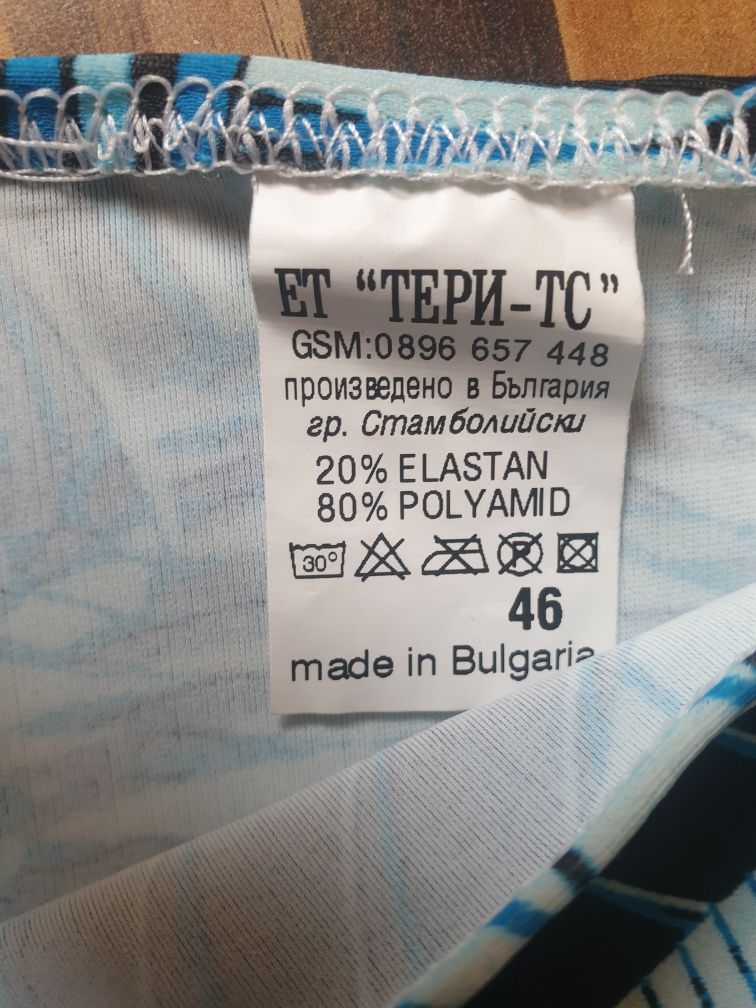 ЕТ “ТЕРИ-ТС”
GSM:0896 657 448
произведено в България
гр. Стамболийски
20% ELASTAN
80% POLYAMID
30° P
46
made in Bulgaria